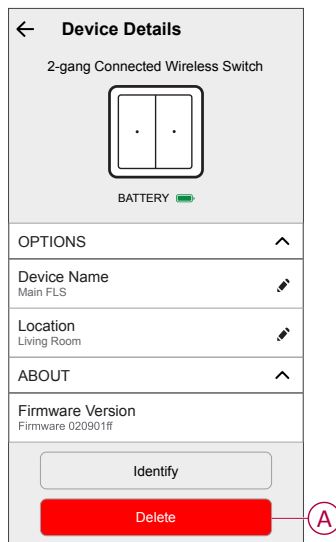 Device Details
2-gang Connected Wireless Switch
BATTERY
OPTIONS
Device Name
Main FLS
Location
Living Room
ABOUT
Firmware Version
Firmware 020901ff
Identify
Delete
A